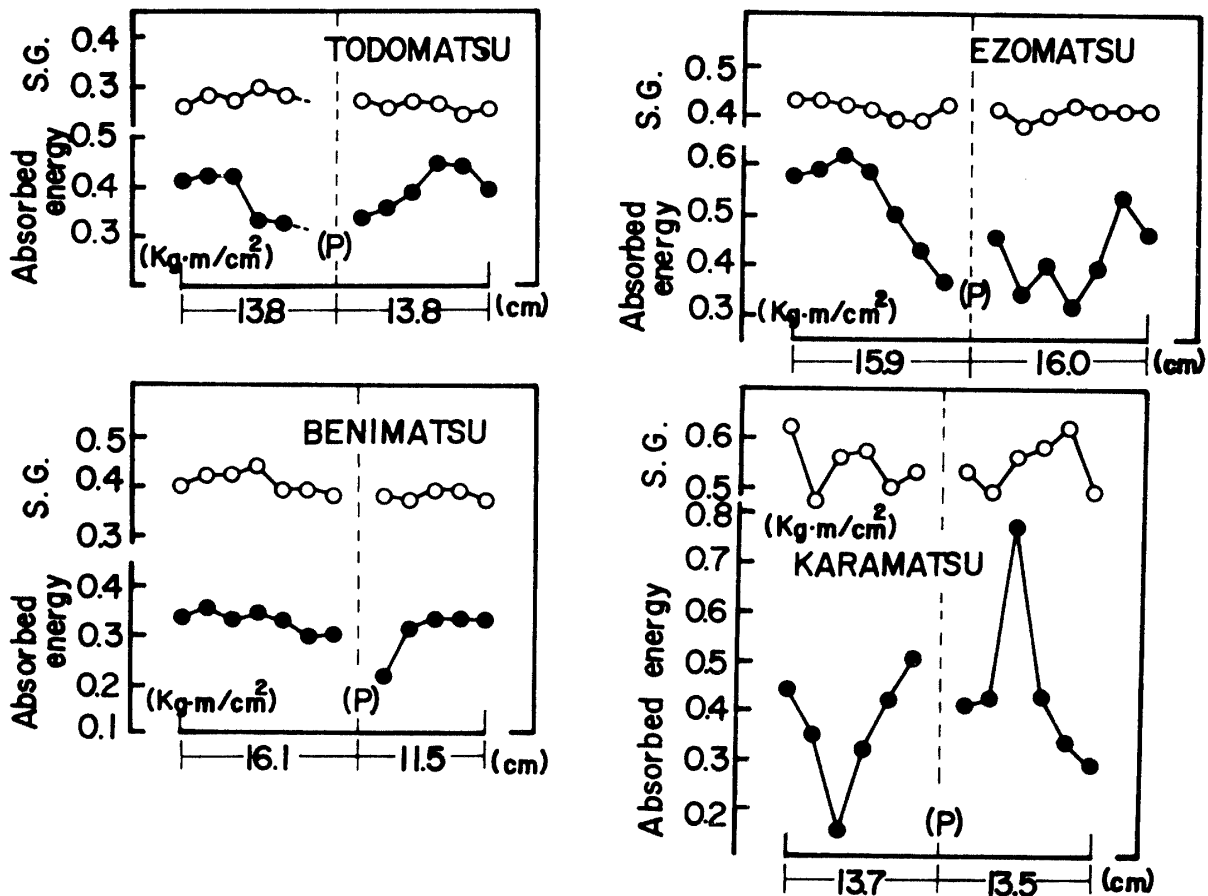 TODOMATSU
S.G.
0.4
0.3
Absorbed energy
0.5
0.4
0.3
(Kg·m/cm²)
(P)
13.8
13.8
(cm)
EZOMATSU
S.G.
0.5
0.4
Absorbed energy
0.6
0.5
0.4
0.3
(Kg·m/cm²)
(P)
15.9
16.0
(cm)
BENIMATSU
S.G.
0.5
0.4
0.3
Absorbed energy
0.4
0.3
0.2
0.1
(Kg·m/cm²)
(P)
16.1
11.5
(cm)
S.G.
0.6
0.5
(Kg·m/cm²)
KARAMATSU
Absorbed energy
0.8
0.7
0.6
0.5
0.4
0.3
0.2
(P)
13.7
13.5
(cm)